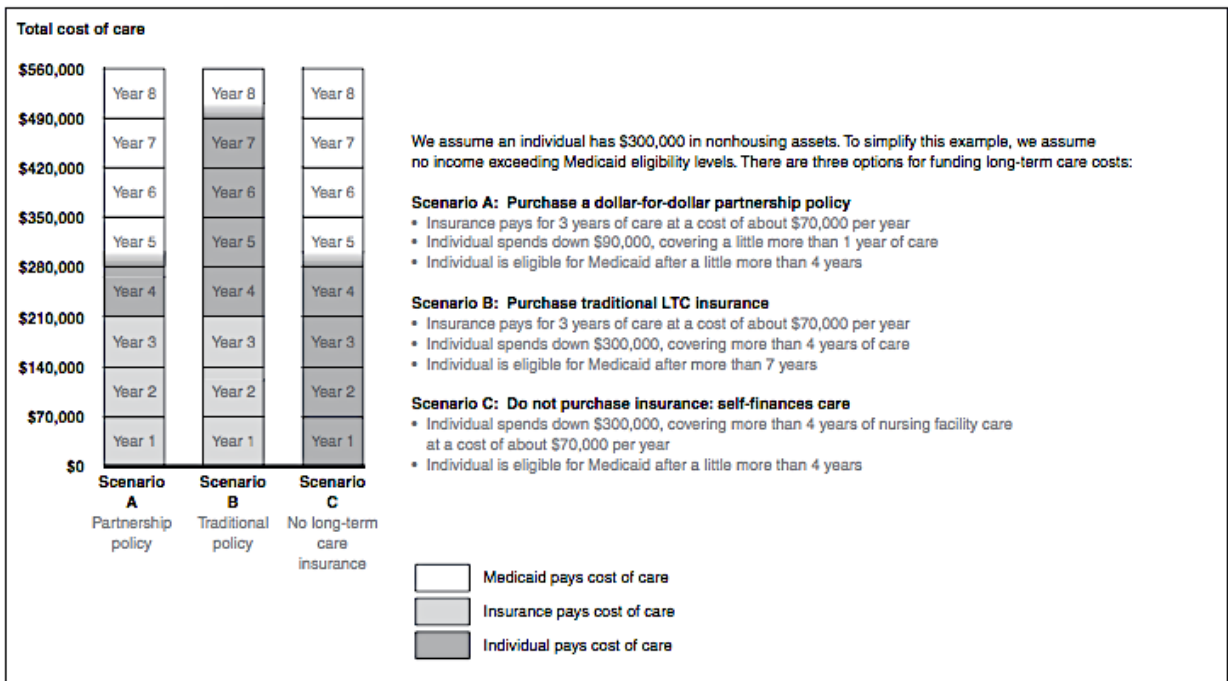 Total cost of care
$560,000
$490,000
$420,000
$350,000
$280,000
$210,000
$140,000
$70,000
$0
Year 8
Year 7
Year 6
Year 5
Year 4
Year 3
Year 2
Year 1
Year 8
Year 7
Year 6
Year 5
Year 4
Year 3
Year 2
Year 1
Year 8
Year 7
Year 6
Year 5
Year 4
Year 3
Year 2
Year 1
Scenario
A
Partnership
policy
Scenario
B
Traditional
policy
Scenario
C
No long-term
care
insurance
We assume an individual has $300,000 in nonhousing assets. To simplify this example, we assume
no income exceeding Medicaid eligibility levels. There are three options for funding long-term care costs:
Scenario A: Purchase a dollar-for-dollar partnership policy
• Insurance pays for 3 years of care at a cost of about $70,000 per year
• Individual spends down $90,000, covering a little more than 1 year of care
• Individual is eligible for Medicaid after a little more than 4 years
Scenario B: Purchase traditional LTC insurance
• Insurance pays for 3 years of care at a cost of about $70,000 per year
• Individual spends down $300,000, covering more than 4 years of care
• Individual is eligible for Medicaid after more than 7 years
Scenario C: Do not purchase insurance: self-finances care
• Individual spends down $300,000, covering more than 4 years of nursing facility care
at a cost of about $70,000 per year
• Individual is eligible for Medicaid after a little more than 4 years
Medicaid pays cost of care
Insurance pays cost of care
Individual pays cost of care